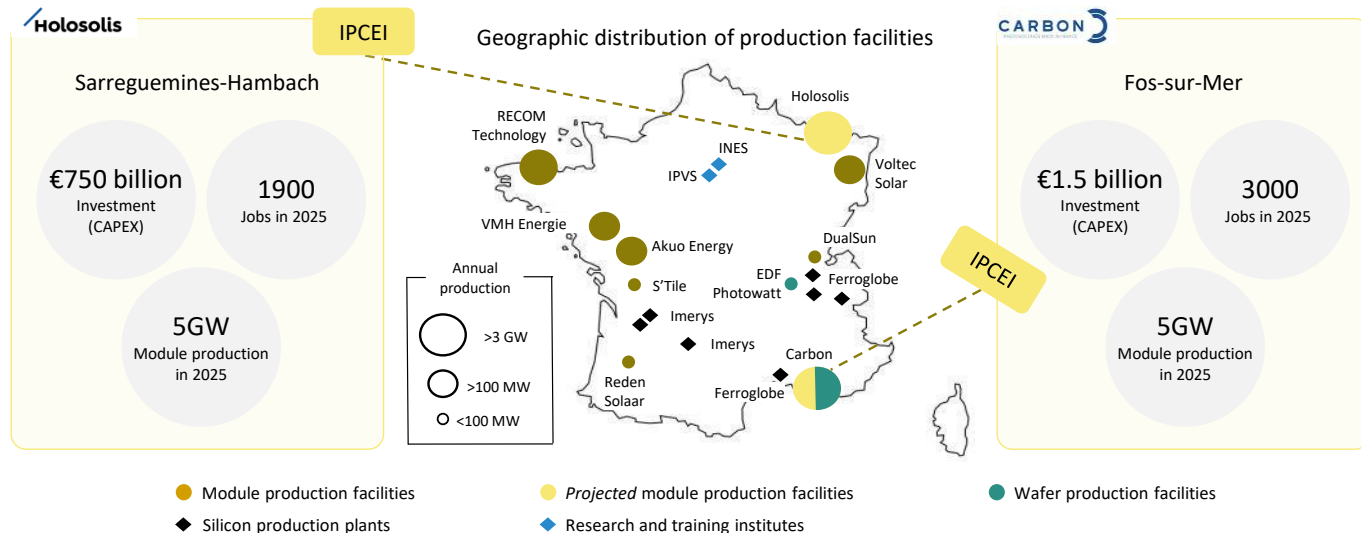 Holosolis
IPCEI
Sarreguemines-Hambach
€750 billion
Investment
(CAPEX)
1900
Jobs in 2025
5GW
Module production
in 2025
Geographic distribution of production facilities
Holosolis
RECOM
Technology
INES
IPVS
Voltec
Solar
VMH Energie
Akuo Energy
DualSun
EDF
Photowatt
Ferroglobe
S'Tile
Imerys
Imerys
Carbon
Ferroglobe
Reden
Solaar
Annual
production
>3 GW
>100 MW
<100 MW
CARBON
IPCEI
Fos-sur-Mer
€1.5 billion
Investment
(CAPEX)
3000
Jobs in 2025
5GW
Module production
in 2025
Module production facilities
Projected module production facilities
Wafer production facilities
Silicon production plants
Research and training institutes